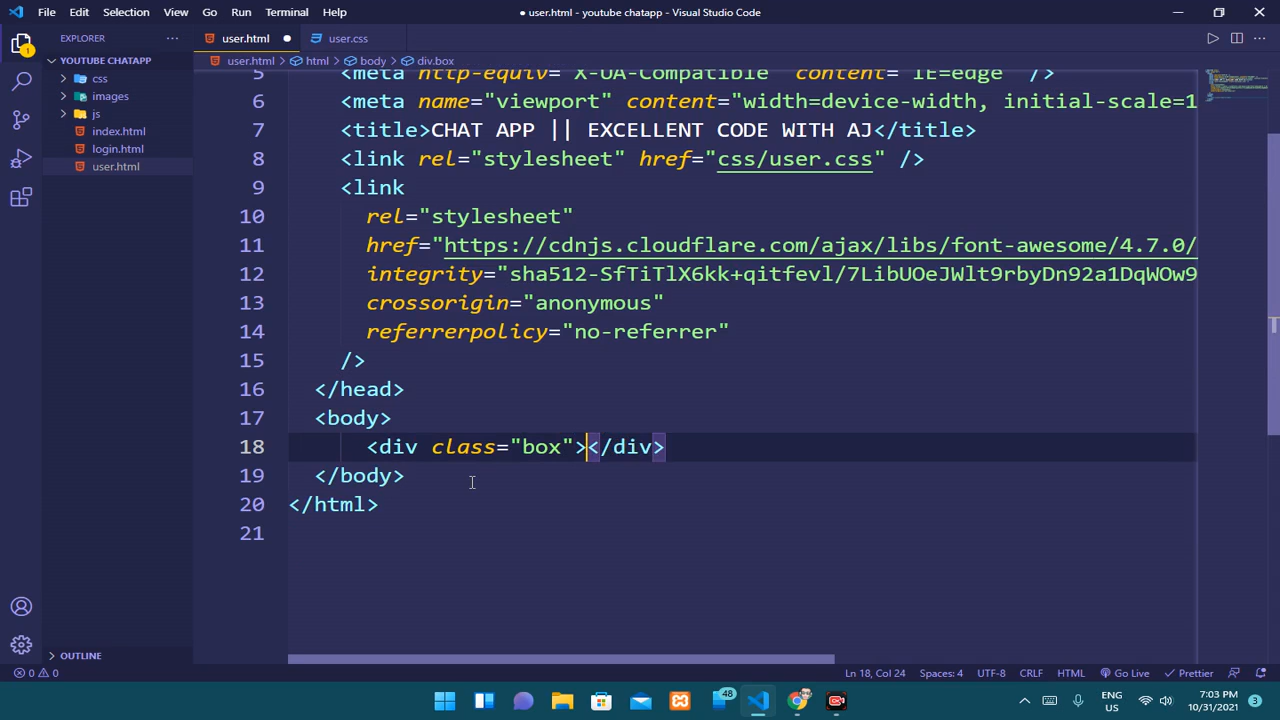 File Edit Selection View Go Run Terminal Help
● user.html - youtube chatapp - Visual Studio Code
EXPLORER
user.html
user.css
YOUTUBE CHATAPP
user.html > html > body > div.box
css
images
js
index.html
login.html
user.html
5 <meta http-equiv="X-UA-Compatible" content="IE=edge" />
6 <meta name="viewport" content="width=device-width, initial-scale=1
7 <title>CHAT APP || EXCELLENT CODE WITH AJ</title>
8 <link rel="stylesheet" href="css/user.css" />
9 <link
10 rel="stylesheet"
11 href="https://cdnjs.cloudflare.com/ajax/libs/font-awesome/4.7.0/
12 integrity="sha512-SfTiTlX6kk+qitfevl/7LibUOeJWlt9rbyDn92a1DqWOw9
13 crossorigin="anonymous"
14 referrerpolicy="no-referrer"
15 />
16 </head>
17 <body>
18 <div class="box"></div>
19 </body>
20 </html>
21
OUTLINE
0 0 Ln 18, Col 24 Spaces: 4 UTF-8 CRLF HTML Go Live Prettier
1
48
ENG
US
7:03 PM
10/31/2021
3